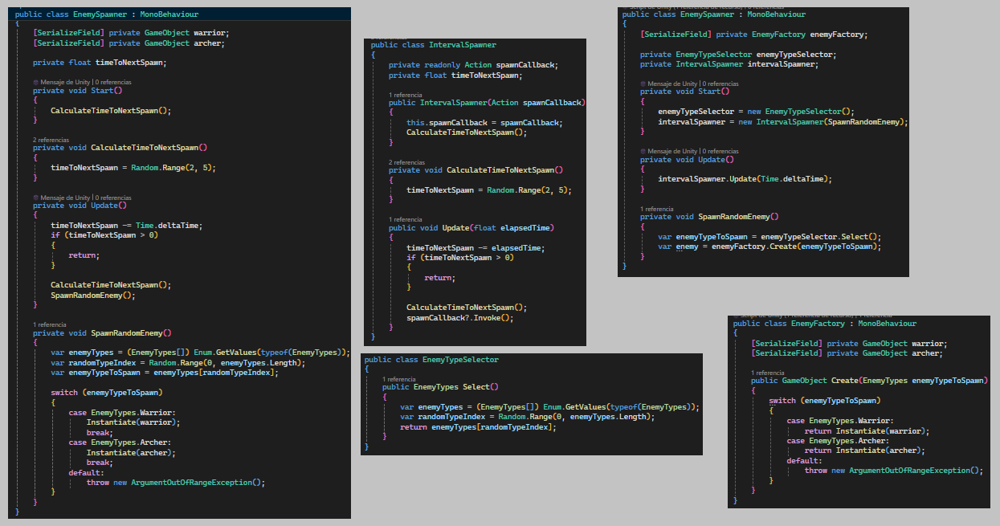 public class EnemySpawner : MonoBehaviour
{
[SerializeField] private GameObject warrior;
[SerializeField] private GameObject archer;
private float timeToNextSpawn;
Mensaje de Unity | 0 referencias
private void Start()
{
CalculateTimeToNextSpawn();
}
2 referencias
private void CalculateTimeToNextSpawn()
{
timeToNextSpawn = Random.Range(2, 5);
}
Mensaje de Unity | 0 referencias
private void Update()
{
timeToNextSpawn -= Time.deltaTime;
if (timeToNextSpawn > 0)
{
return;
}
CalculateTimeToNextSpawn();
SpawnRandomEnemy();
}
1 referencia
private void SpawnRandomEnemy()
{
var enemyTypes = (EnemyTypes[]) Enum.GetValues(typeof(EnemyTypes));
var randomTypeIndex = Random.Range(0, enemyTypes.Length);
var enemyTypeToSpawn = enemyTypes[randomTypeIndex];
switch (enemyTypeToSpawn)
{
case EnemyTypes.Warrior:
Instantiate(warrior);
break;
case EnemyTypes.Archer:
Instantiate(archer);
break;
default:
throw new ArgumentOutOfRangeException();
}
}
}
public class IntervalSpawner
{
private readonly Action spawnCallback;
private float timeToNextSpawn;
1 referencia
public IntervalSpawner(Action spawnCallback)
{
this.spawnCallback = spawnCallback;
CalculateTimeToNextSpawn();
}
2 referencias
private void CalculateTimeToNextSpawn()
{
timeToNextSpawn = Random.Range(2, 5);
}
1 referencia
public void Update(float elapsedTime)
{
timeToNextSpawn -= elapsedTime;
if (timeToNextSpawn > 0)
{
return;
}
CalculateTimeToNextSpawn();
spawnCallback?.Invoke();
}
}
public class EnemyTypeSelector
{
1 referencia
public EnemyTypes Select()
{
var enemyTypes = (EnemyTypes[]) Enum.GetValues(typeof(EnemyTypes));
var randomTypeIndex = Random.Range(0, enemyTypes.Length);
return enemyTypes[randomTypeIndex];
}
}
public class EnemySpawner : MonoBehaviour
{
[SerializeField] private EnemyFactory enemyFactory;
private EnemyTypeSelector enemyTypeSelector;
private IntervalSpawner intervalSpawner;
Mensaje de Unity | 0 referencias
private void Start()
{
enemyTypeSelector = new EnemyTypeSelector();
intervalSpawner = new IntervalSpawner(SpawnRandomEnemy);
}
Mensaje de Unity | 0 referencias
private void Update()
{
intervalSpawner.Update(Time.deltaTime);
}
1 referencia
private void SpawnRandomEnemy()
{
var enemyTypeToSpawn = enemyTypeSelector.Select();
var enemy = enemyFactory.Create(enemyTypeToSpawn);
}
}
public class EnemyFactory : MonoBehaviour
{
[SerializeField] private GameObject warrior;
[SerializeField] private GameObject archer;
1 referencia
public GameObject Create(EnemyTypes enemyTypeToSpawn)
{
switch (enemyTypeToSpawn)
{
case EnemyTypes.Warrior:
return Instantiate(warrior);
case EnemyTypes.Archer:
return Instantiate(archer);
default:
throw new ArgumentOutOfRangeException();
}
}
}